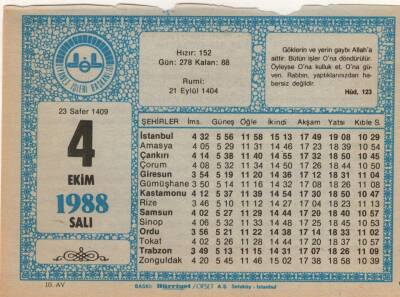 Hızır: 152
Gün: 278 Kalan: 88
Rumi:
21 Eylül 1404
Göklerin ve yerin gaybı Allah'a
aittir. Bütün işler O'na döndürülür.
Öyleyse O'na kulluk et, O'na gü-
ven. Rabbin, yaptıklarınızdan ha-
bersiz değildir.
Hûd, 123
23 Safer 1409
4
EKİM
1988
SALI
ŞEHİRLER İms. Güneş Öğle İkindi Akşam Yatsı Kıble S.
İstanbul 4 32 5 56 11 58 15 13 17 49 19 08 10 29
Amasya 4 05 5 29 11 31 14 46 17 23 18 39 10 54
Çankırı 4 14 5 38 11 40 14 55 17 32 18 50 10 45
Çorum 4 08 5 32 11 34 14 50 17 26 18 44 10 50
Giresun 3 54 5 19 11 21 14 36 17 12 18 31 11 04
Gümüşhane 3 50 5 14 11 16 14 32 17 08 18 26 11 08
Kastamonu 4 12 5 37 11 39 14 54 17 30 18 50 10 47
Rize 3 46 5 10 11 12 14 27 17 04 18 23 11 13
Samsun 4 02 5 27 11 29 14 44 17 20 18 40 10 57
Sinop 4 06 5 32 11 33 14 48 17 24 18 45 10 53
Ordu 3 56 5 21 11 22 14 38 17 14 18 33 11 02
Tokat 4 02 5 26 11 28 14 44 17 20 18 37 10 57
Trabzon 3 49 5 13 11 15 14 31 17 07 18 26 11 09
Zonguldak 4 20 5 45 11 46 15 02 17 38 18 58 10 39
10. AY
BASKI: Hürriyet / OFSET A.Ş. Sefaköy - İstanbul